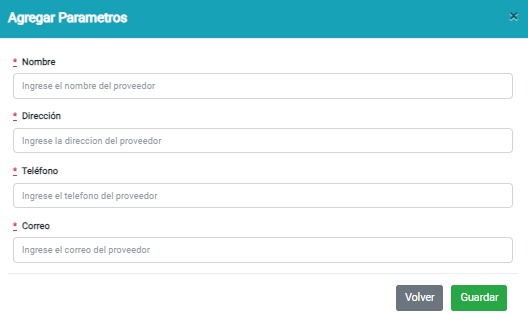 Agregar Parametros ×
* Nombre
Ingrese el nombre del proveedor
* Dirección
Ingrese la direccion del proveedor
* Teléfono
Ingrese el telefono del proveedor
* Correo
Ingrese el correo del proveedor
Volver Guardar